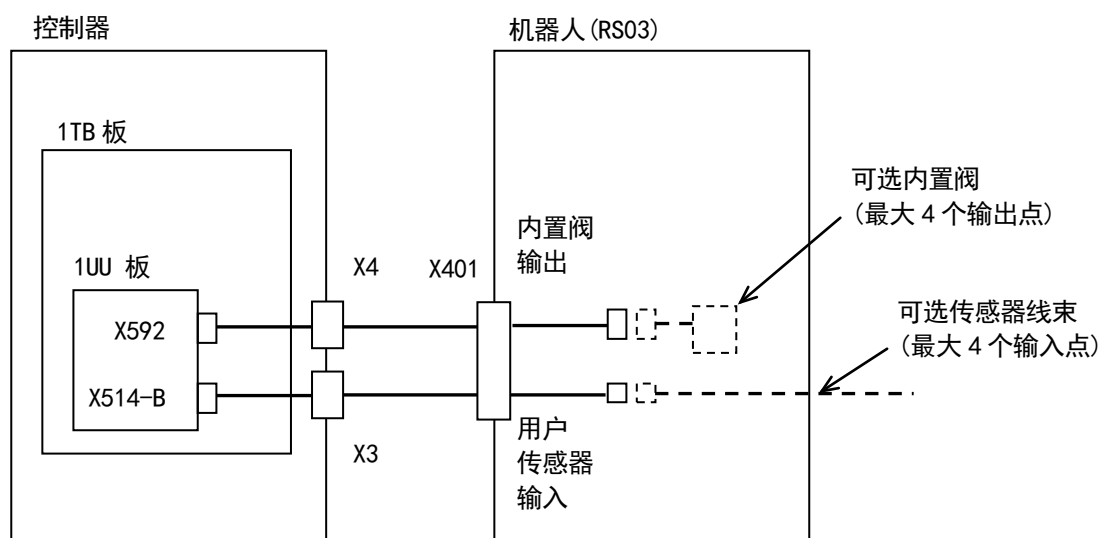 控制器
机器人(RS03)
1TB 板
可选内置阀
(最大 4 个输出点)
内置阀
输出
1UU 板
X4
X401
可选传感器线束
(最大 4 个输入点)
X592
X514-B
用户
传感器
输入
X3